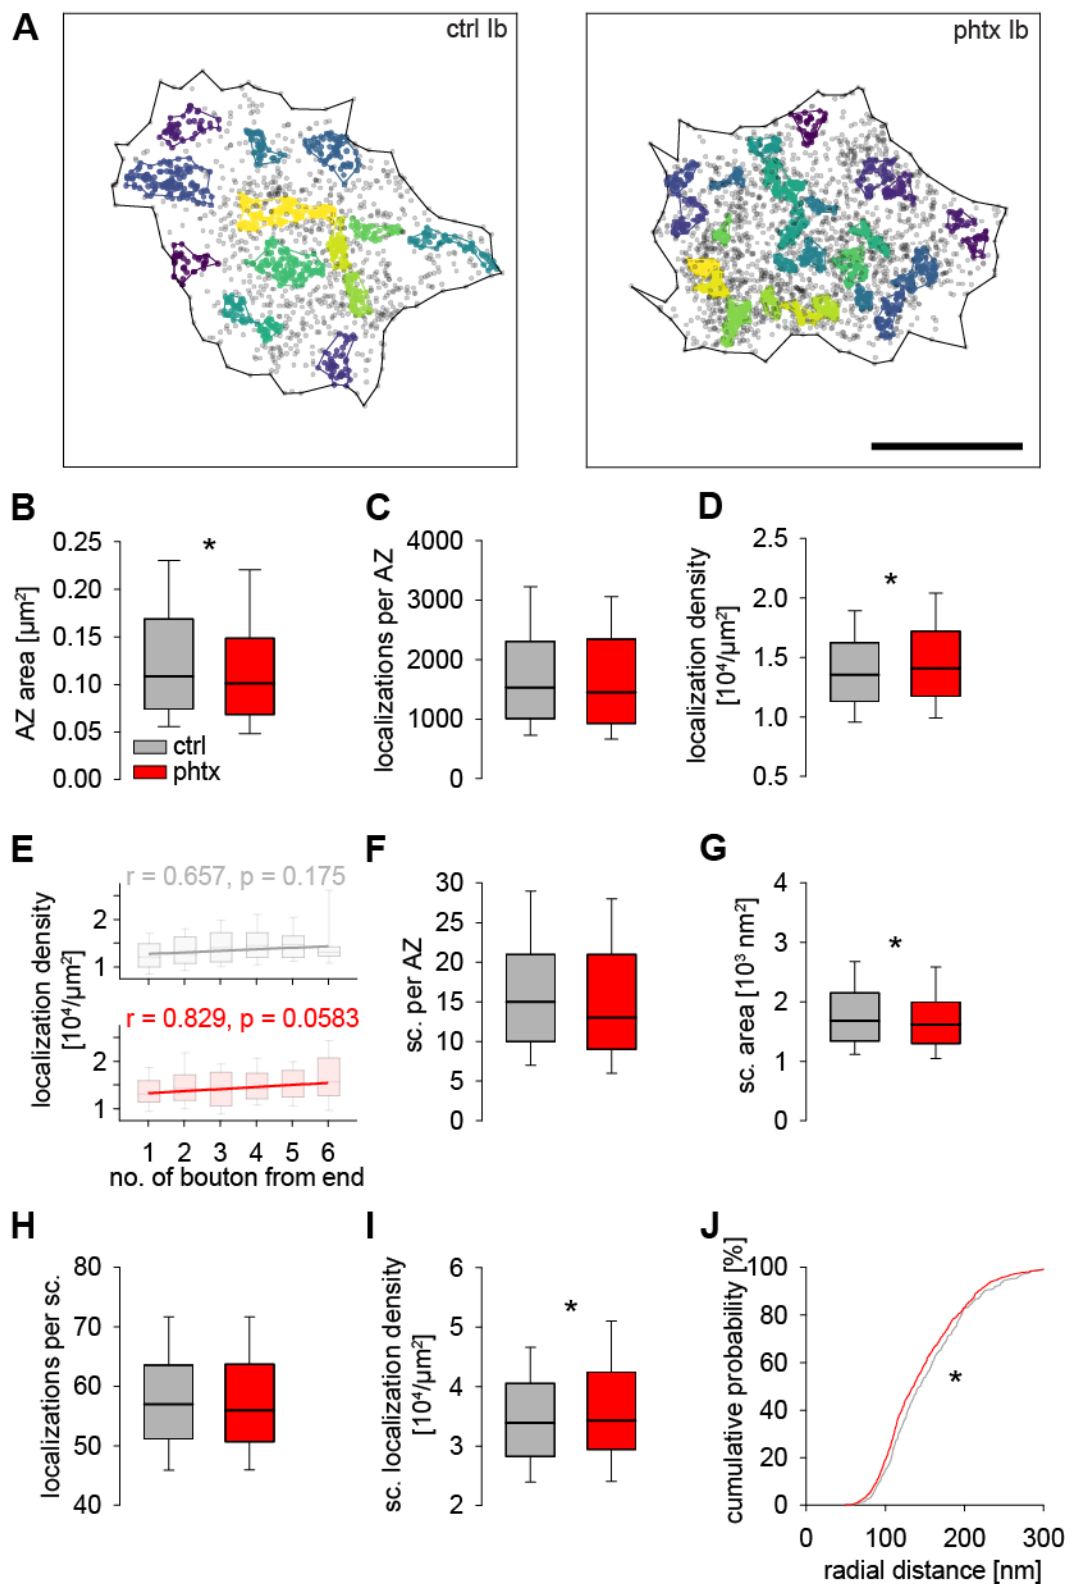 A
ctrl Ib
phtx Ib
B
AZ area [µm²]
0.25
0.20
0.15
0.10
0.05
0.00
*
ctrl
phtx
C
localizations per AZ
4000
3000
2000
1000
0
D
localization density
[10⁴/µm²]
2.5
2.0
1.5
1.0
0.5
*
E
localization density
[10⁴/µm²]
r = 0.657, p = 0.175
2
1
r = 0.829, p = 0.0583
2
1
1 2 3 4 5 6
no. of bouton from end
F
sc. per AZ
30
25
20
15
10
5
0
G
sc. area [10³ nm²]
4
3
2
1
0
*
H
localizations per sc.
80
70
60
50
40
I
sc. localization density
[10⁴/µm²]
6
5
4
3
2
*
J
cumulative probability [%]
100
80
60
40
20
0
*
0 100 200 300
radial distance [nm]